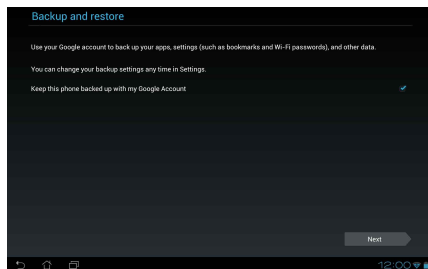 Backup and restore
Use your Google account to back up your apps, settings (such as bookmarks and Wi-Fi passwords), and other data.
You can change your backup settings any time in Settings.
Keep this phone backed up with my Google Account
Next
12:00